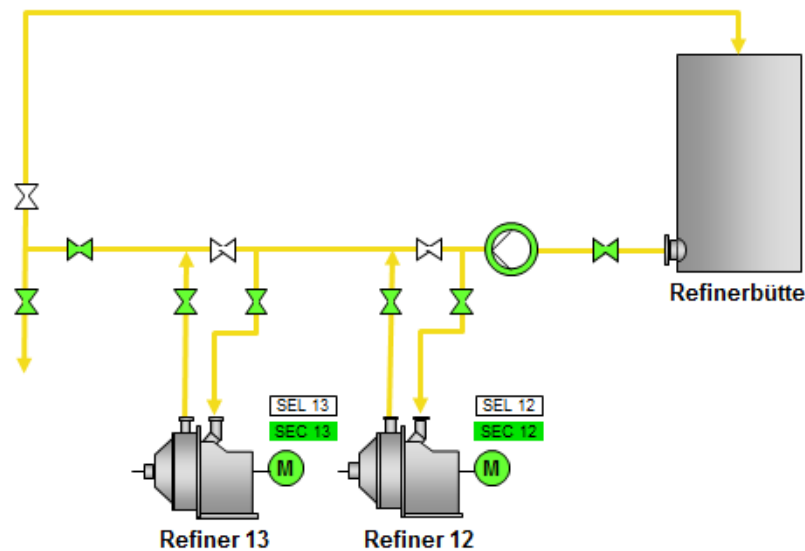 Refinerbütte
SEL 13
SEC 13
M
Refiner 13
SEL 12
SEC 12
M
Refiner 12